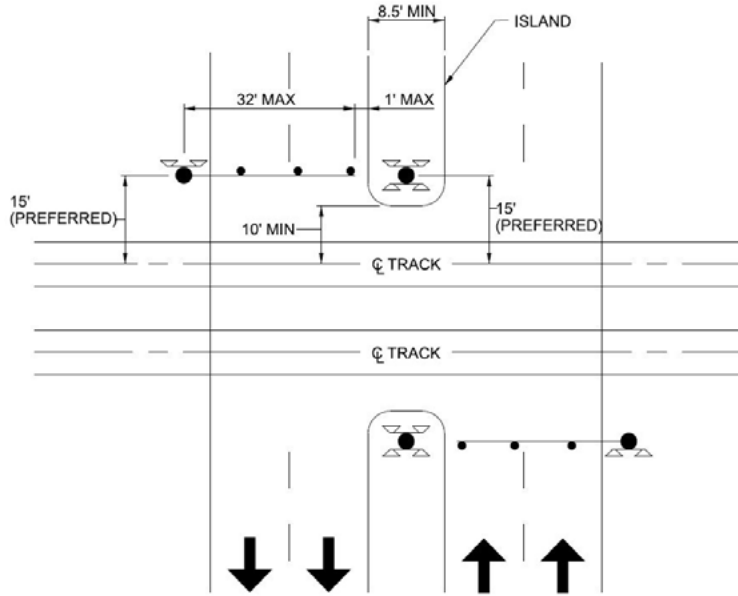 8.5' MIN
ISLAND
32' MAX
1' MAX
15'
(PREFERRED)
10' MIN
15'
(PREFERRED)
℄ TRACK
℄ TRACK